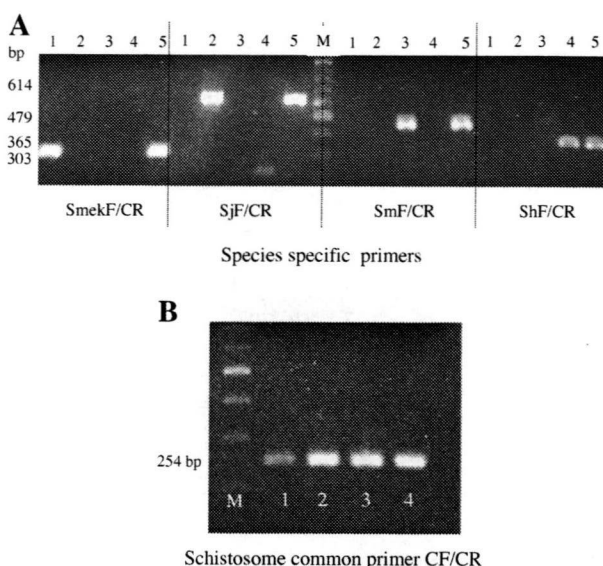 A
bp
1 2 3 4 5 1 2 3 4 5 M 1 2 3 4 5 1 2 3 4 5
614
479
365
303
SmekF/CR SjF/CR SmF/CR ShF/CR
Species specific primers
B
254 bp
M 1 2 3 4
Schistosome common primer CF/CR